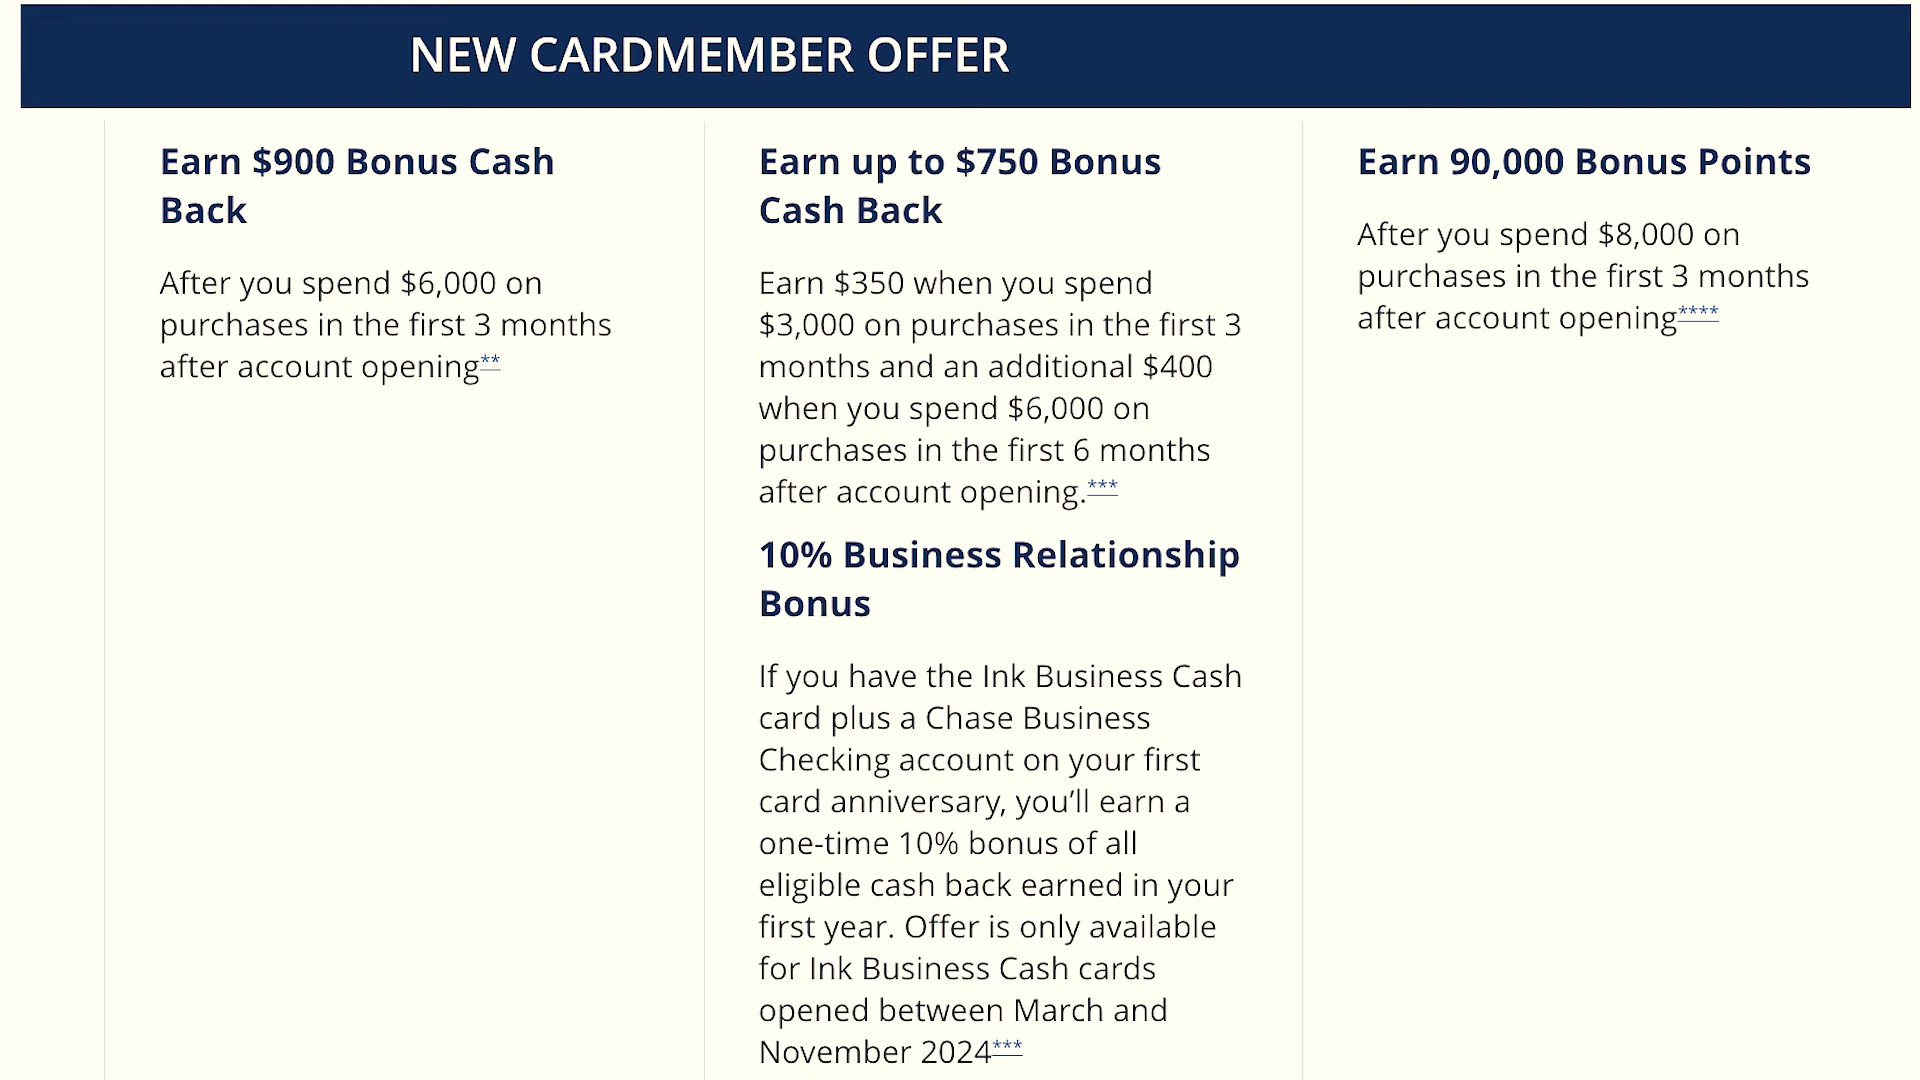 NEW CARDMEMBER OFFER
Earn $900 Bonus Cash
Back
After you spend $6,000 on
purchases in the first 3 months
after account opening**
Earn up to $750 Bonus
Cash Back
Earn $350 when you spend
$3,000 on purchases in the first 3
months and an additional $400
when you spend $6,000 on
purchases in the first 6 months
after account opening.***
10% Business Relationship
Bonus
If you have the Ink Business Cash
card plus a Chase Business
Checking account on your first
card anniversary, you’ll earn a
one-time 10% bonus of all
eligible cash back earned in your
first year. Offer is only available
for Ink Business Cash cards
opened between March and
November 2024***
Earn 90,000 Bonus Points
After you spend $8,000 on
purchases in the first 3 months
after account opening****